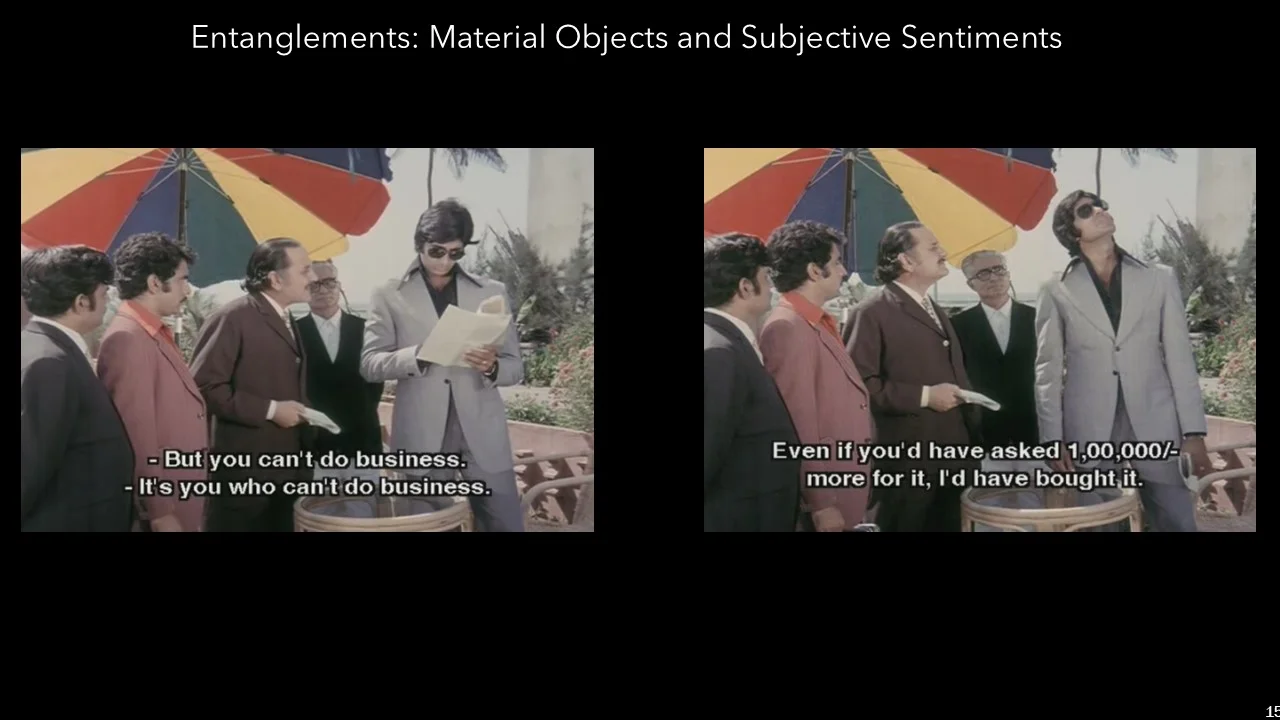 Entanglements: Material Objects and Subjective Sentiments
- But you can't do business.
- It's you who can't do business.
Even if you'd have asked 1,00,000/-
more for it, I'd have bought it.
15